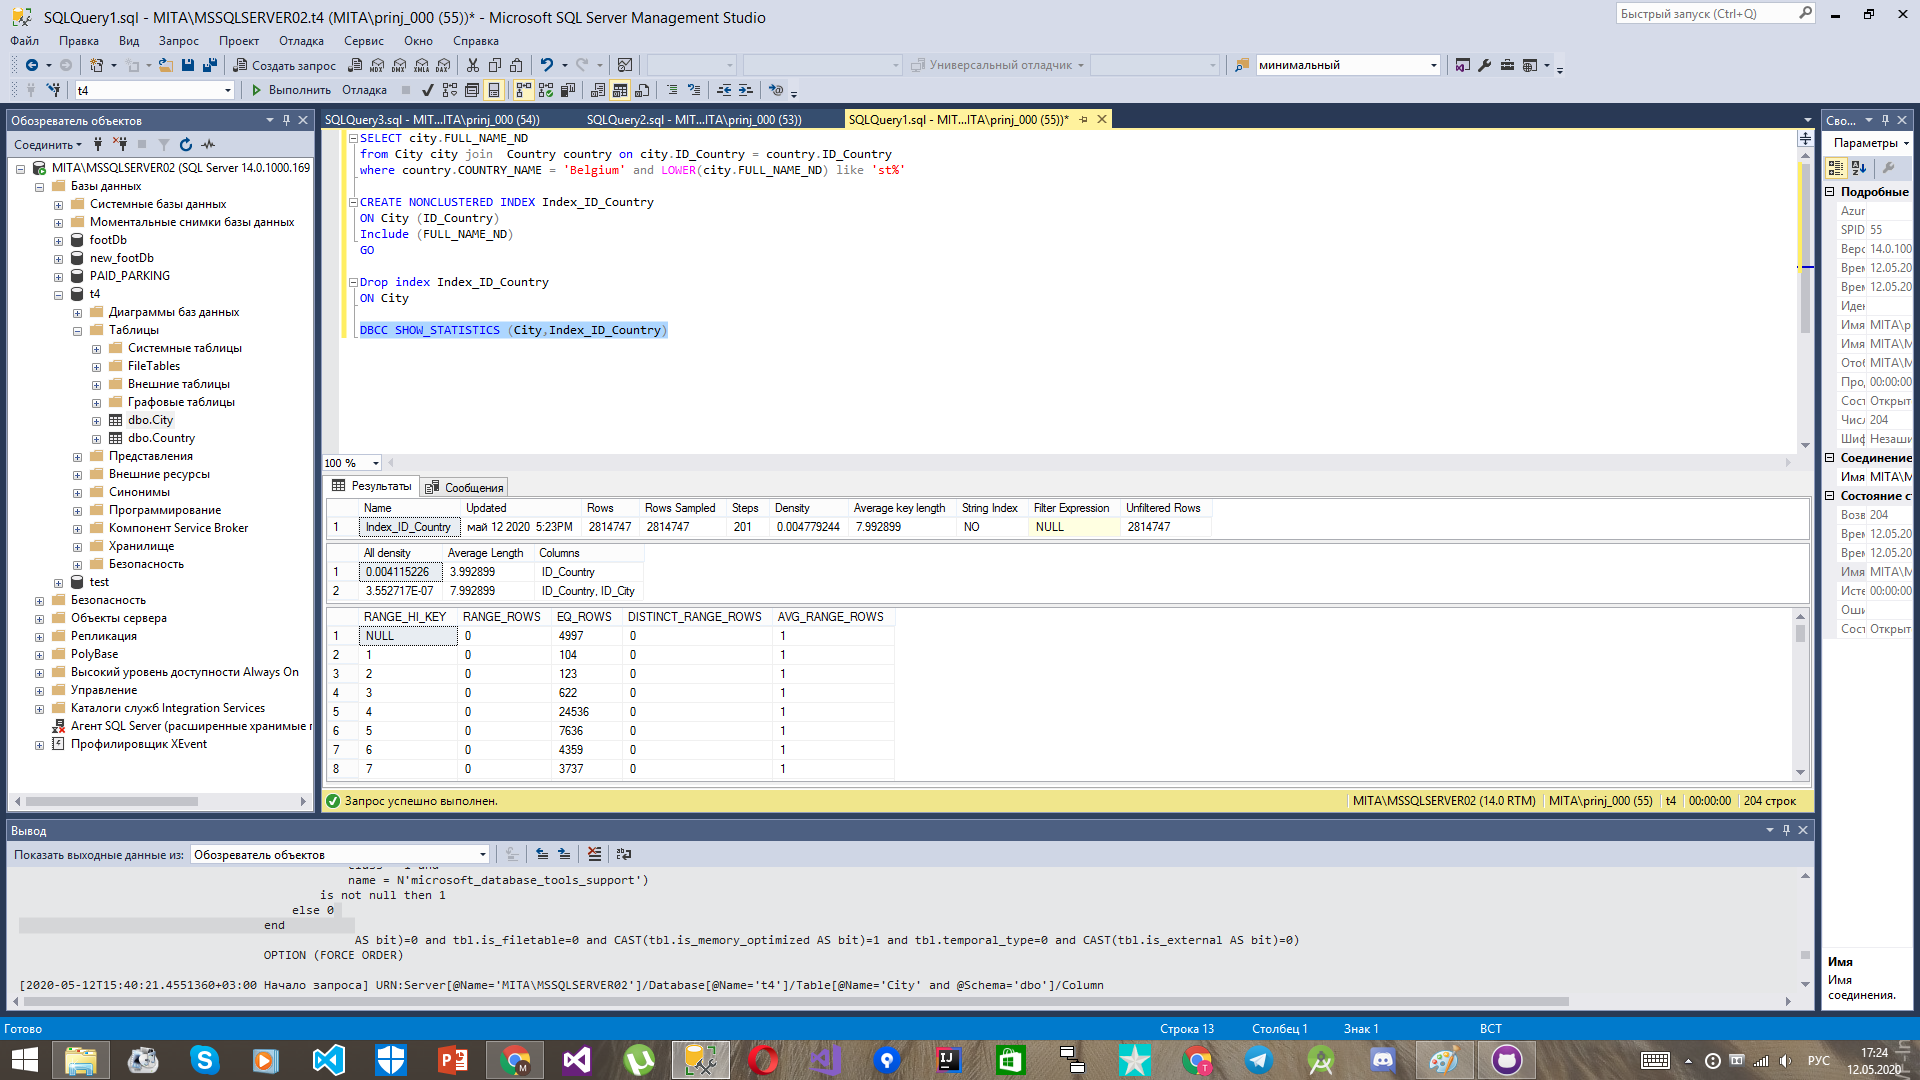 SQLQuery1.sql - MITA\MSSQLSERVER02.t4 (MITA\prinj_000 (55))* - Microsoft SQL Server Management Studio
Быстрый запуск (Ctrl+Q)
Файл Правка Вид Запрос Проект Отладка Сервис Окно Справка
Создать запрос MDX DMX XMLA DAX Универсальный отладчик минимальный
t4 Выполнить Отладка
Обозреватель объектов
SQLQuery3.sql - MIT...ITA\prinj_000 (54)) SQLQuery2.sql - MIT...ITA\prinj_000 (53)) SQLQuery1.sql - MIT...ITA\prinj_000 (55))*
Соединить
MITA\MSSQLSERVER02 (SQL Server 14.0.1000.169
Базы данных
Системные базы данных
Моментальные снимки базы данных
footDb
new_footDb
PAID_PARKING
t4
Диаграммы баз данных
Таблицы
Системные таблицы
FileTables
Внешние таблицы
Графовые таблицы
dbo.City
dbo.Country
Представления
Внешние ресурсы
Синонимы
Программирование
Компонент Service Broker
Хранилище
Безопасность
test
Безопасность
Объекты сервера
Репликация
PolyBase
Высокий уровень доступности Always On
Управление
Каталоги служб Integration Services
Агент SQL Server (расширенные хранимые
Профилировщик XEvent
SELECT city.FULL_NAME_ND
from City city join  Country country on city.ID_Country = country.ID_Country
where country.COUNTRY_NAME = 'Belgium' and LOWER(city.FULL_NAME_ND) like 'st%'
CREATE NONCLUSTERED INDEX Index_ID_Country
ON City (ID_Country)
Include (FULL_NAME_ND)
GO
Drop index Index_ID_Country
ON City
DBCC SHOW_STATISTICS (City,Index_ID_Country)
100 %
Результаты Сообщения
Name Updated Rows Rows Sampled Steps Density Average key length String Index Filter Expression Unfiltered Rows
1 Index_ID_Country май 12 2020 5:23PM 2814747 2814747 201 0.004779244 7.992899 NO NULL 2814747
All density Average Length Columns
1 0.004115226 3.992899 ID_Country
2 3.552717E-07 7.992899 ID_Country, ID_City
RANGE_HI_KEY RANGE_ROWS EQ_ROWS DISTINCT_RANGE_ROWS AVG_RANGE_ROWS
1 NULL 0 4997 0 1
2 1 0 104 0 1
3 2 0 123 0 1
4 3 0 622 0 1
5 4 0 24536 0 1
6 5 0 7636 0 1
7 6 0 4359 0 1
8 7 0 3737 0 1
Запрос успешно выполнен. MITA\MSSQLSERVER02 (14.0 RTM) MITA\prinj_000 (55) t4 00:00:00 204 строк
Сво...
Параметры
Подробные
Azur
SPID 55
Верс 14.0.100
Врем 12.05.20
Врем 12.05.20
Иден
Имя MITA\p
Имя MITA\M
Отоб MITA\M
Прод 00:00:00
Сост Открыт
Числ 204
Шиф Незаши
Соединение
Имя MITA\M
Состояние с
Возв 204
Врем 12.05.20
Врем 12.05.20
Имя MITA\M
Исте 00:00:00
Оши
Сост Открыт
Имя
Имя
соединения.
Вывод
Показать выходные данные из: Обозреватель объектов
name = N'microsoft_database_tools_support')
is not null then 1
else 0
end
AS bit)=0 and tbl.is_filetable=0 and CAST(tbl.is_memory_optimized AS bit)=1 and tbl.temporal_type=0 and CAST(tbl.is_external AS bit)=0)
OPTION (FORCE ORDER)
[2020-05-12T15:40:21.4551360+03:00 Начало запроса] URN:Server[@Name='MITA\MSSQLSERVER02']/Database[@Name='t4']/Table[@Name='City' and @Schema='dbo']/Column
Готово Строка 13 Столбец 1 Знак 1 ВСТ
РУС 17:24
12.05.2020